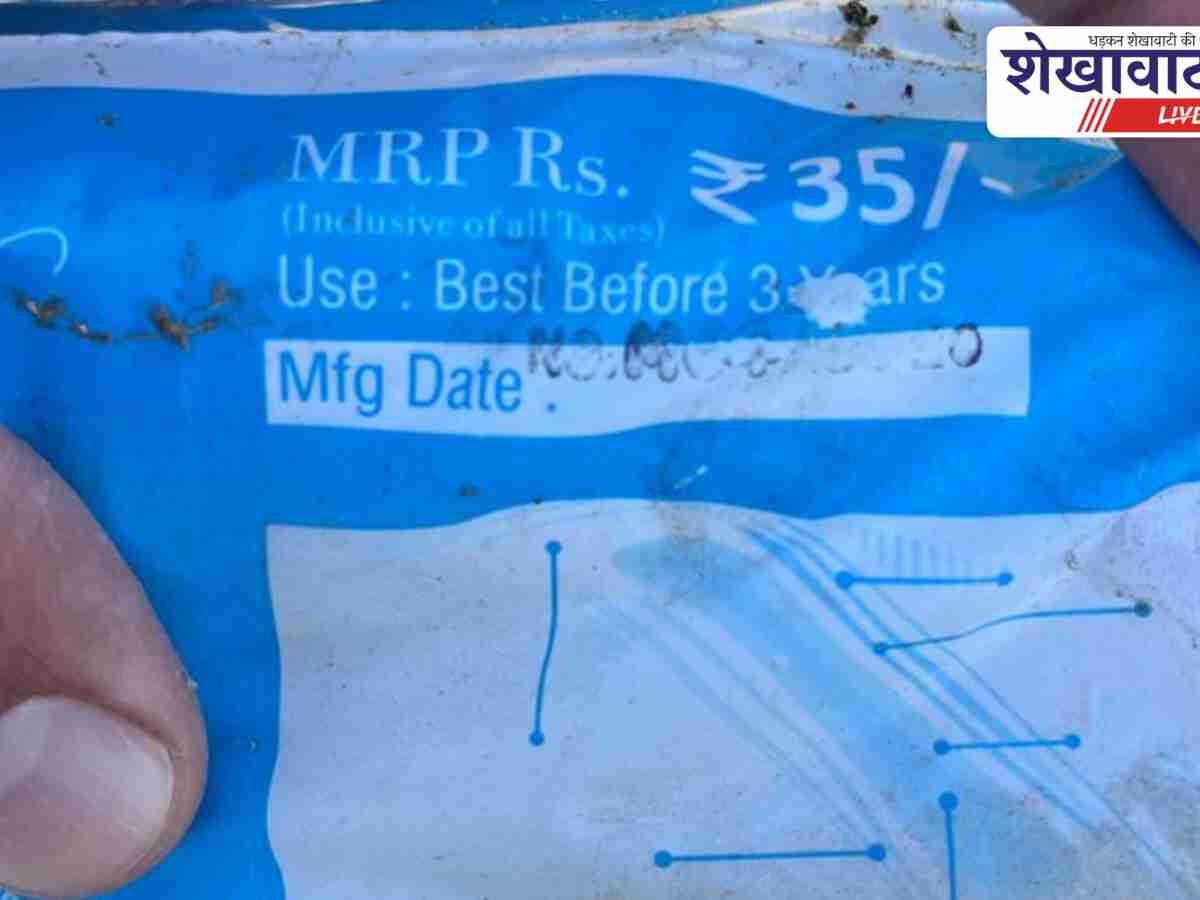 धड़कन शेखावाटी की
LIVE
MRP Rs. ₹ 35/-
(Inclusive of all Taxes)
Use : Best Before 3
Mfg Date .